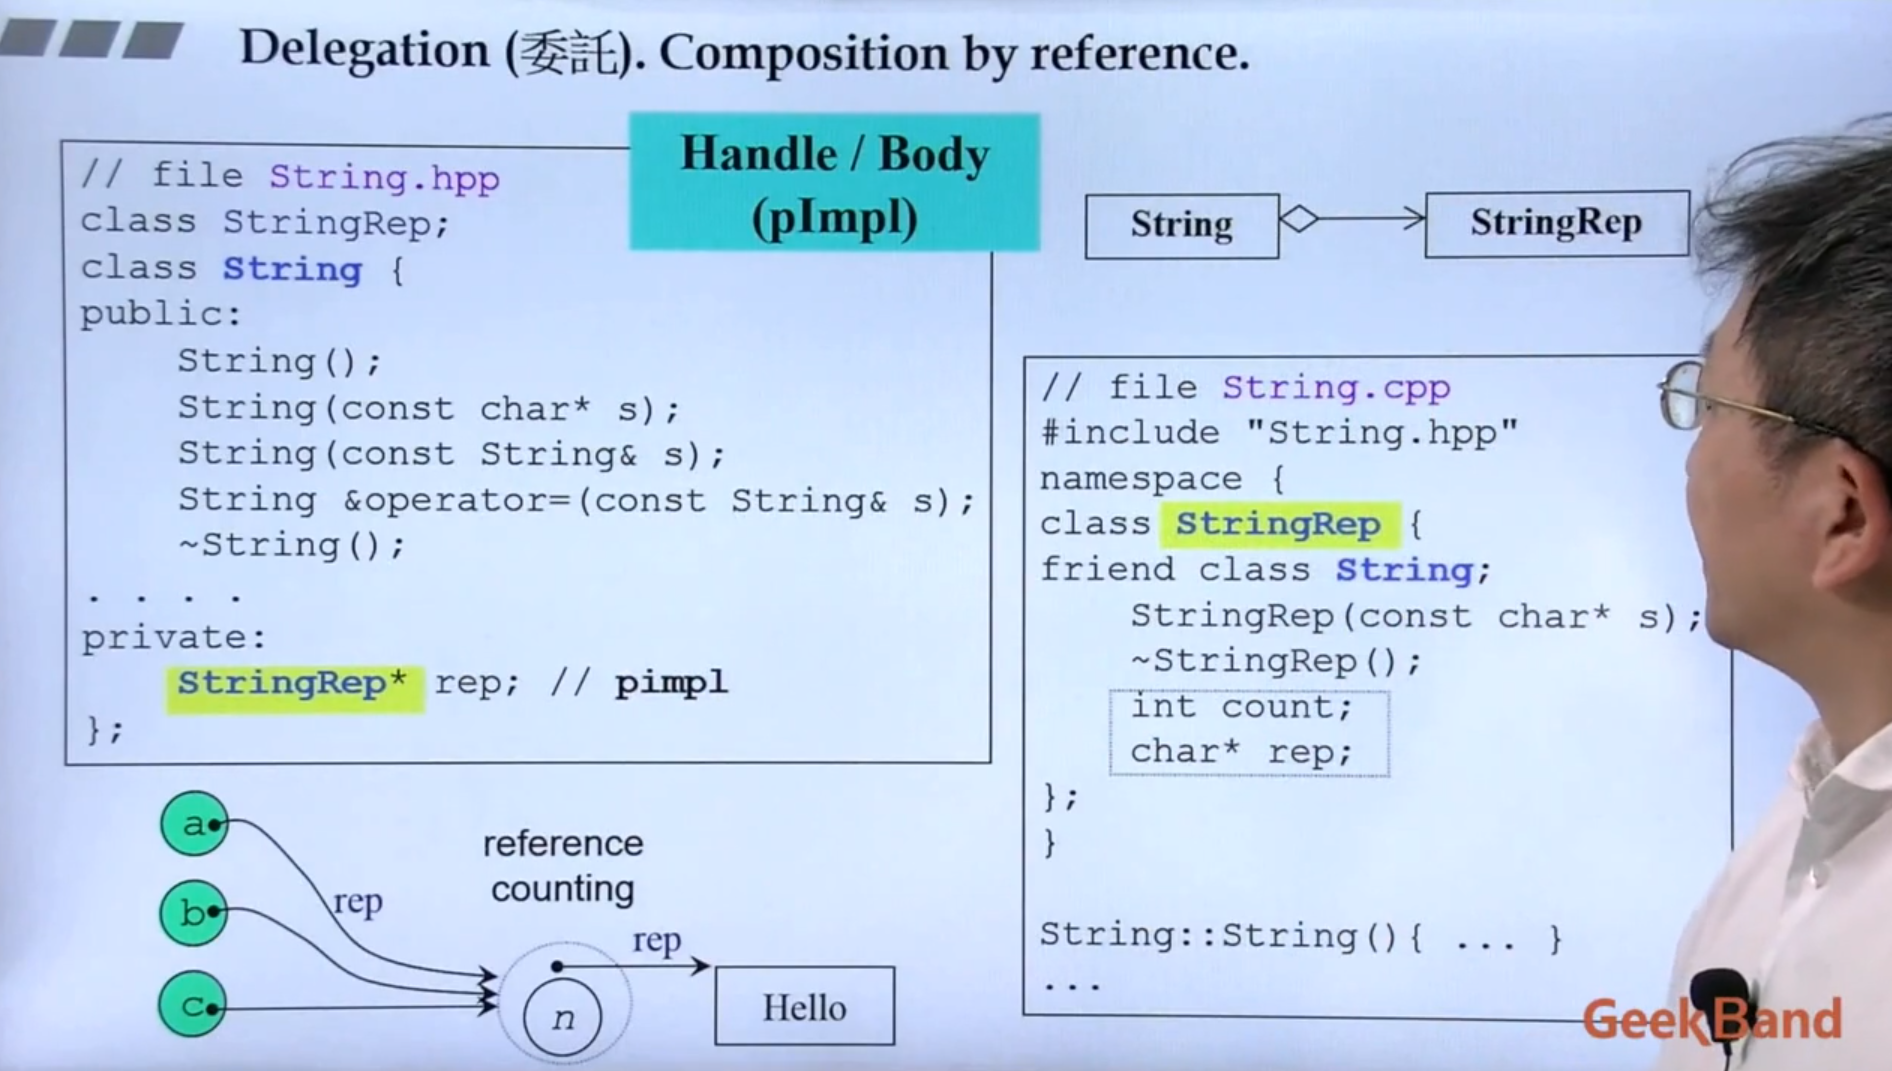 Delegation (委託). Composition by reference.
Handle / Body
(pImpl)
// file String.hpp
class StringRep;
class String {
public:
String();
String(const char* s);
String(const String& s);
String &operator=(const String& s);
~String();
. . . .
private:
StringRep* rep; // pimpl
};
String
StringRep
// file String.cpp
#include "String.hpp"
namespace {
class StringRep {
friend class String;
StringRep(const char* s);
~StringRep();
int count;
char* rep;
};
}
String::String(){ ... }
...
a
b
c
rep
reference
counting
n
rep
Hello
GeekBand